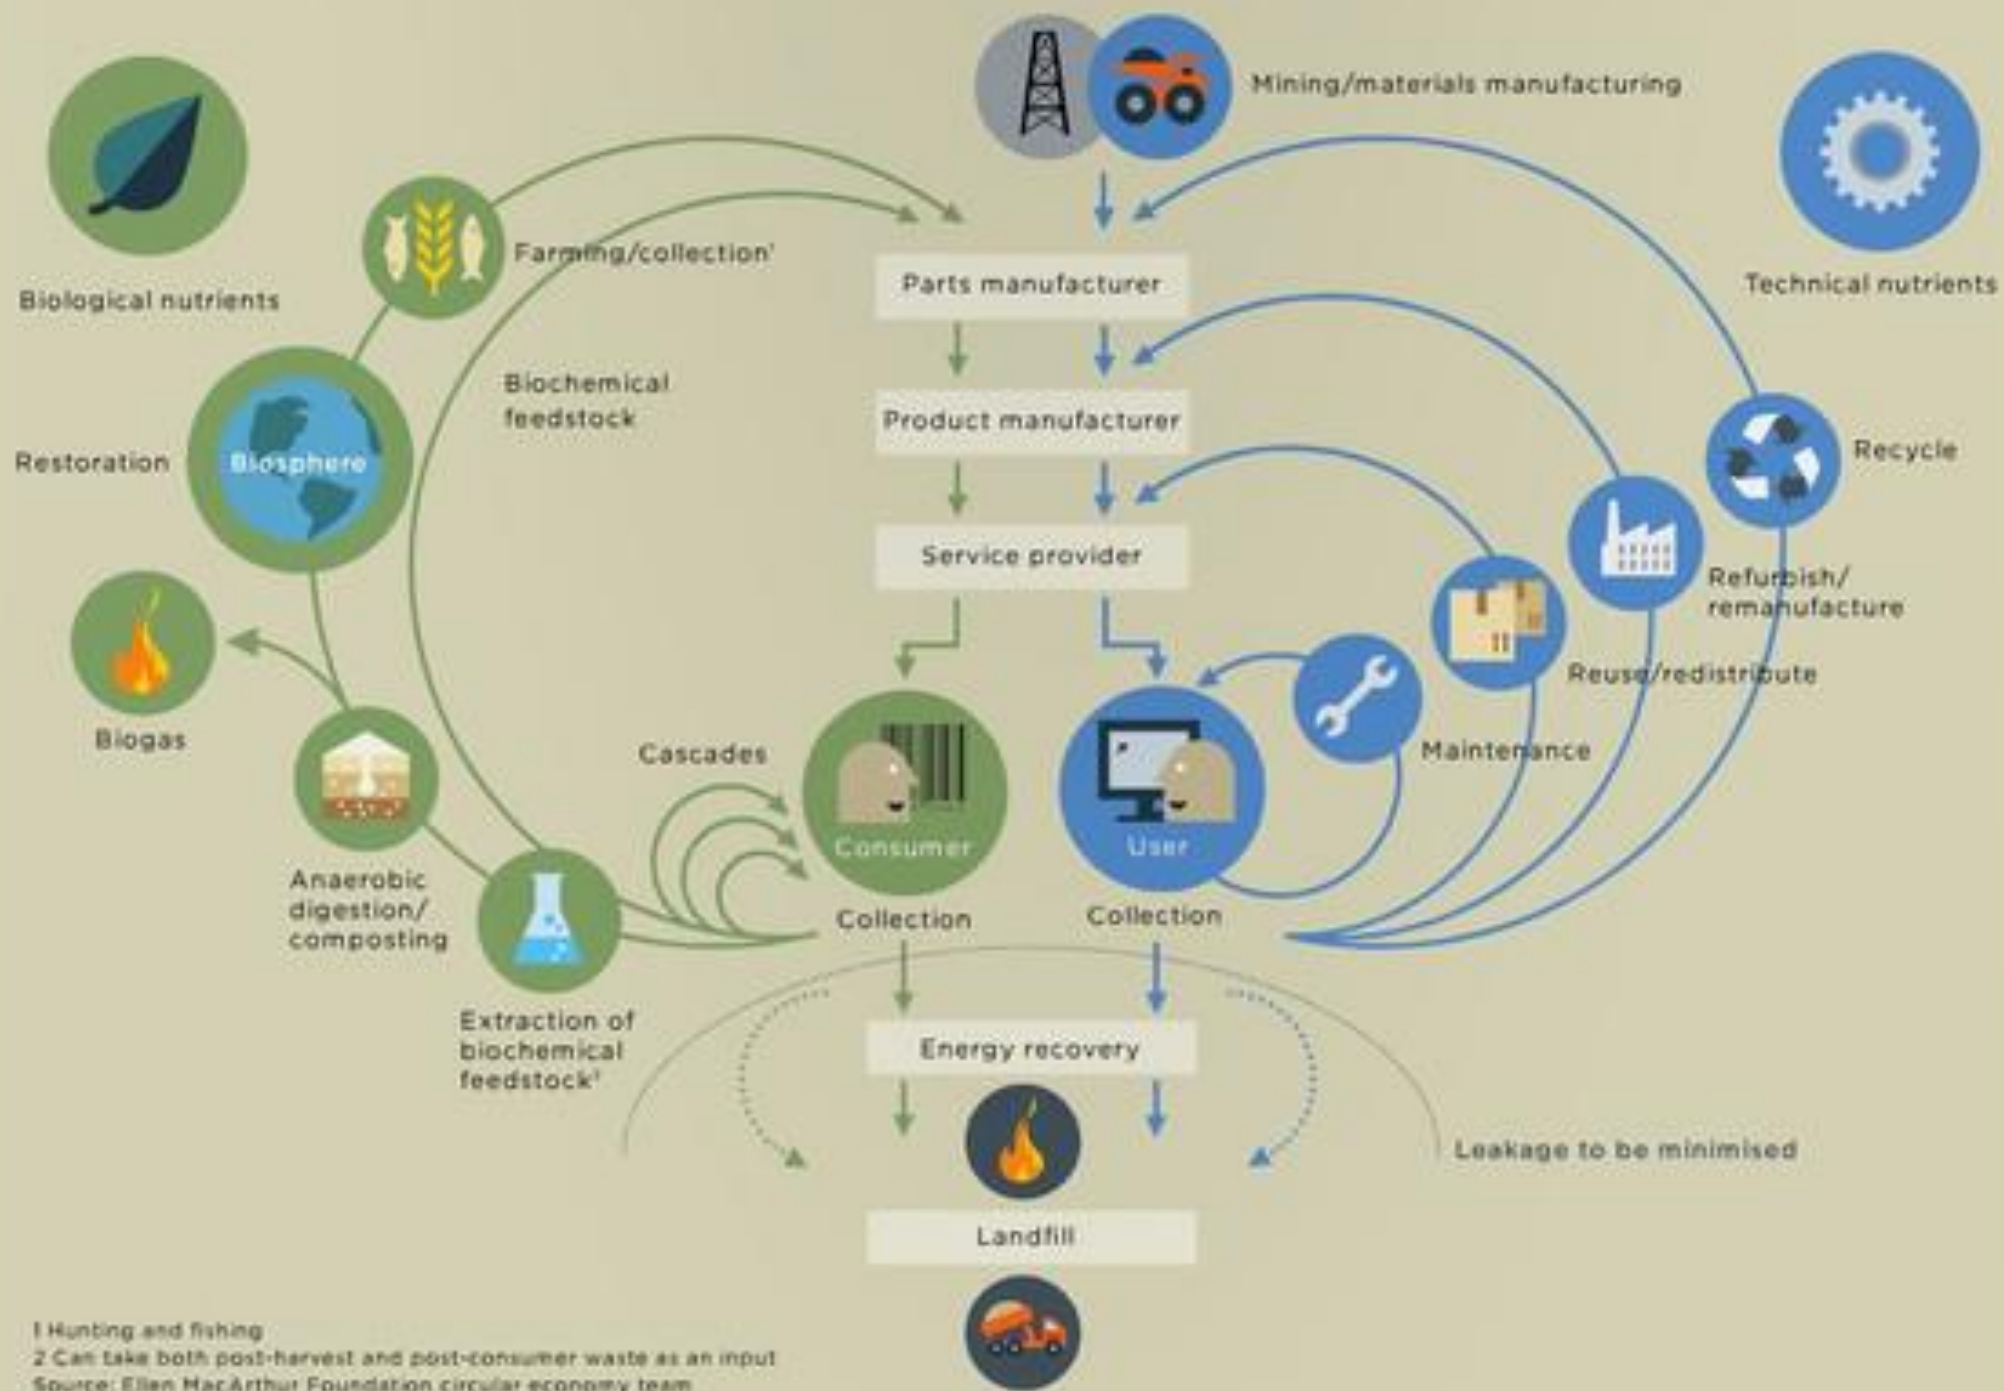 Mining/materials manufacturing
Biological nutrients
Farming/collection¹
Parts manufacturer
Technical nutrients
Biochemical
feedstock
Product manufacturer
Restoration
Biosphere
Recycle
Service provider
Refurbish/
remanufacture
Reuse/redistribute
Biogas
Cascades
Maintenance
Consumer
User
Anaerobic
digestion/
composting
Collection
Collection
Extraction of
biochemical
feedstock²
Energy recovery
Leakage to be minimised
Landfill
1 Hunting and fishing
2 Can take both post-harvest and post-consumer waste as an input
Source: Ellen MacArthur Foundation circular economy team